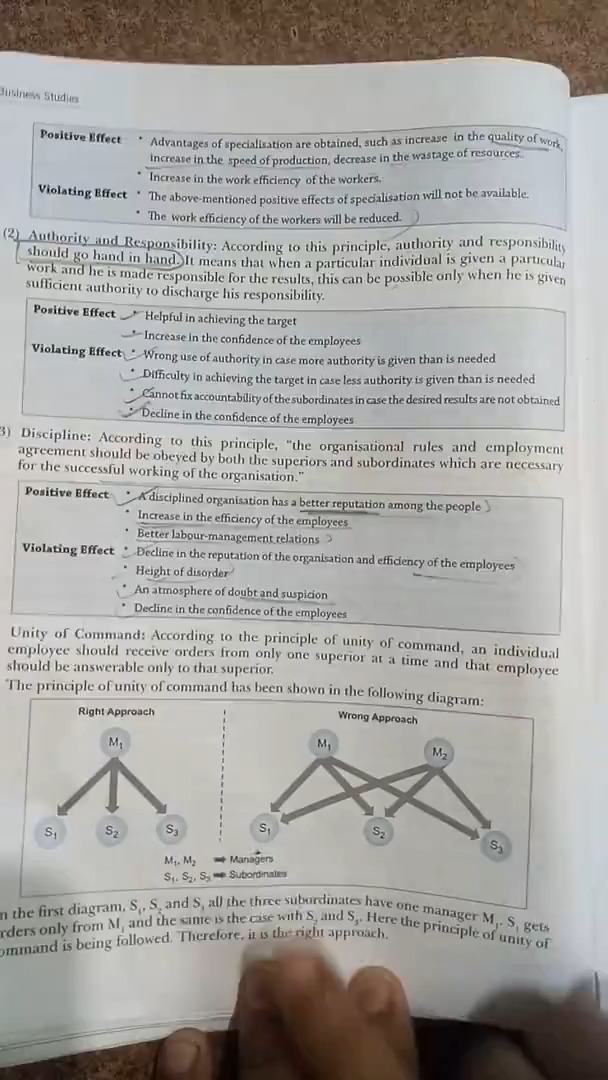 Business Studies
Positive Effect • Advantages of specialisation are obtained, such as increase in the quality of work,
increase in the speed of production, decrease in the wastage of resources.
• Increase in the work efficiency of the workers.
Violating Effect • The above-mentioned positive effects of specialisation will not be available.
• The work efficiency of the workers will be reduced.
(2) Authority and Responsibility: According to this principle, authority and responsibility
should go hand in hand. It means that when a particular individual is given a particular
work and he is made responsible for the results, this can be possible only when he is given
sufficient authority to discharge his responsibility.
Positive Effect • Helpful in achieving the target
• Increase in the confidence of the employees
Violating Effect • Wrong use of authority in case more authority is given than is needed
• Difficulty in achieving the target in case less authority is given than is needed
• Cannot fix accountability of the subordinates in case the desired results are not obtained
• Decline in the confidence of the employees
3) Discipline: According to this principle, "the organisational rules and employment
agreement should be obeyed by both the superiors and subordinates which are necessary
for the successful working of the organisation."
Positive Effect • A disciplined organisation has a better reputation among the people
• Increase in the efficiency of the employees
• Better labour-management relations
Violating Effect • Decline in the reputation of the organisation and efficiency of the employees
• Height of disorder
• An atmosphere of doubt and suspicion
• Decline in the confidence of the employees
Unity of Command: According to the principle of unity of command, an individual
employee should receive orders from only one superior at a time and that employee
should be answerable only to that superior.
The principle of unity of command has been shown in the following diagram:
Right Approach Wrong Approach
M₁ M₁ M₂
S₁ S₂ S₃ S₁ S₂ S₃
M₁, M₂ ➡ Managers
S₁, S₂, S₃ ➡ Subordinates
n the first diagram, S₁, S₂ and S₃ all the three subordinates have one manager M₁. S₁ gets
rders only from M₁ and the same is the case with S₂ and S₃. Here the principle of unity of
ommand is being followed. Therefore, it is the right approach.